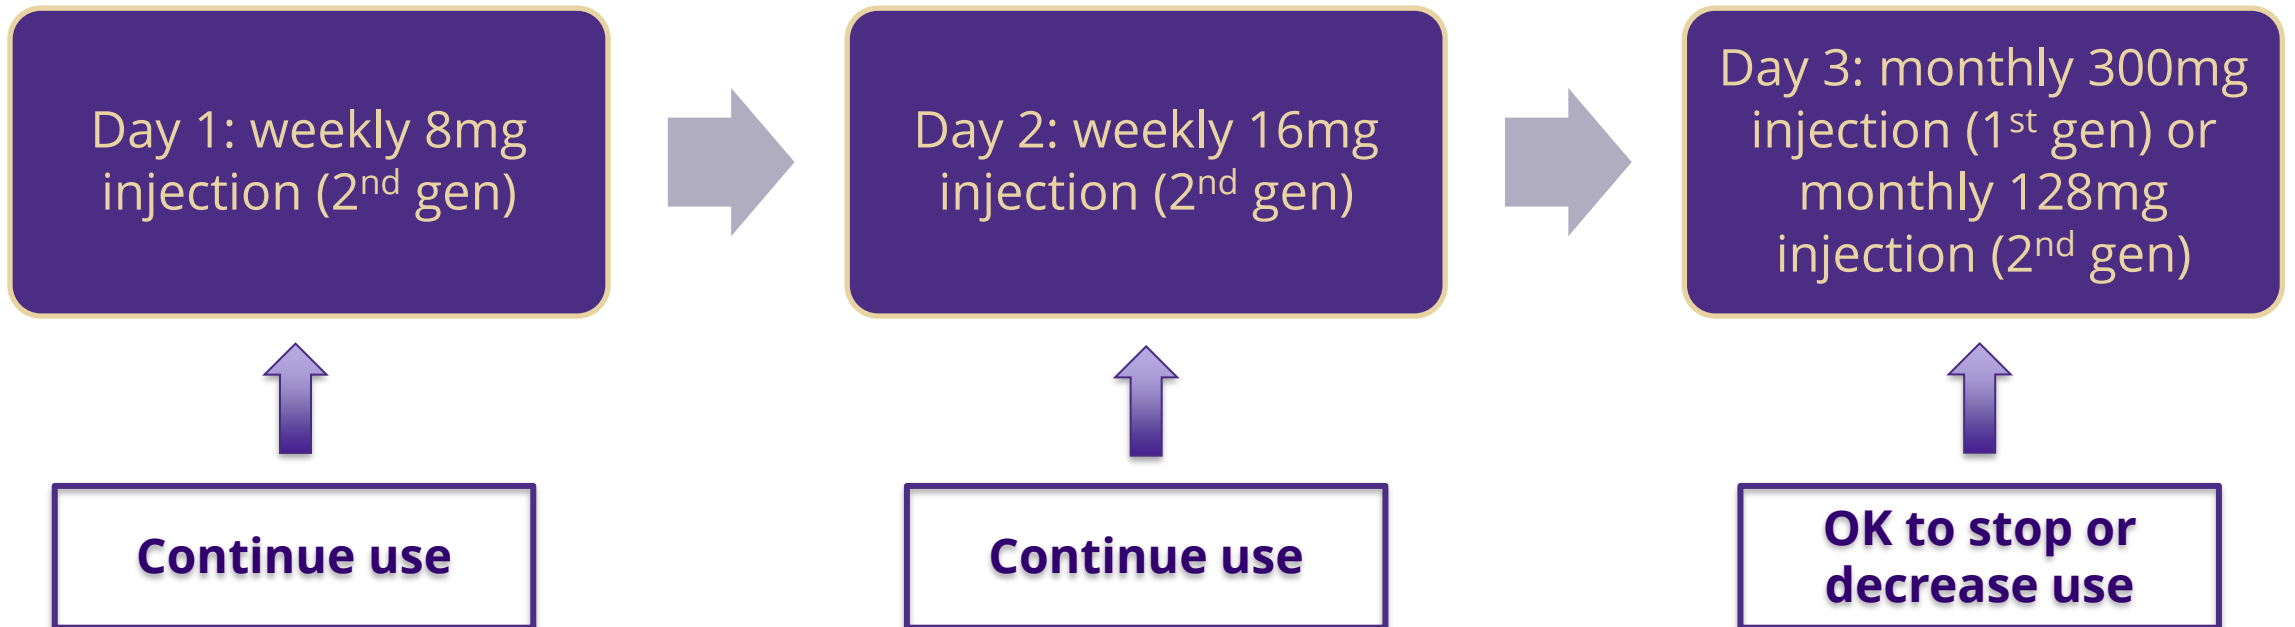 Day 1: weekly 8mg
injection (2nd gen)
Day 2: weekly 16mg
injection (2nd gen)
Day 3: monthly 300mg
injection (1st gen) or
monthly 128mg
injection (2nd gen)
Continue use
Continue use
OK to stop or
decrease use